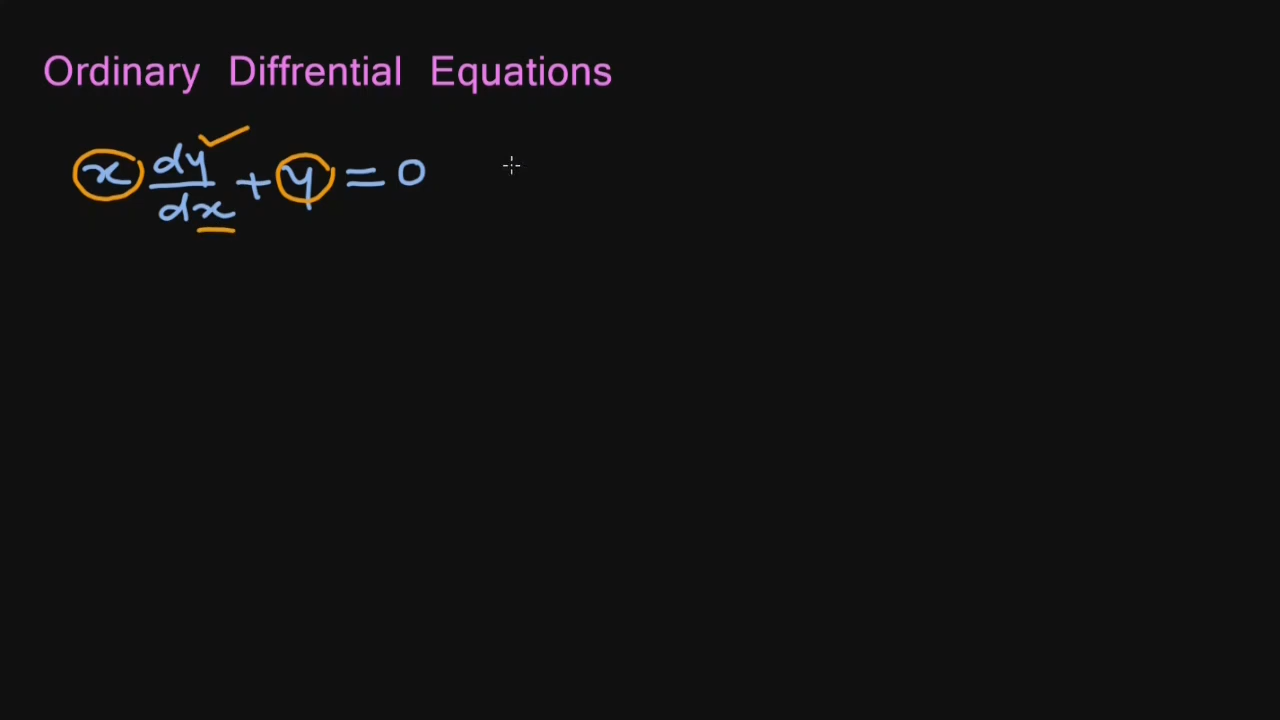 Ordinary Diffrential Equations
x dy/dx + y = 0